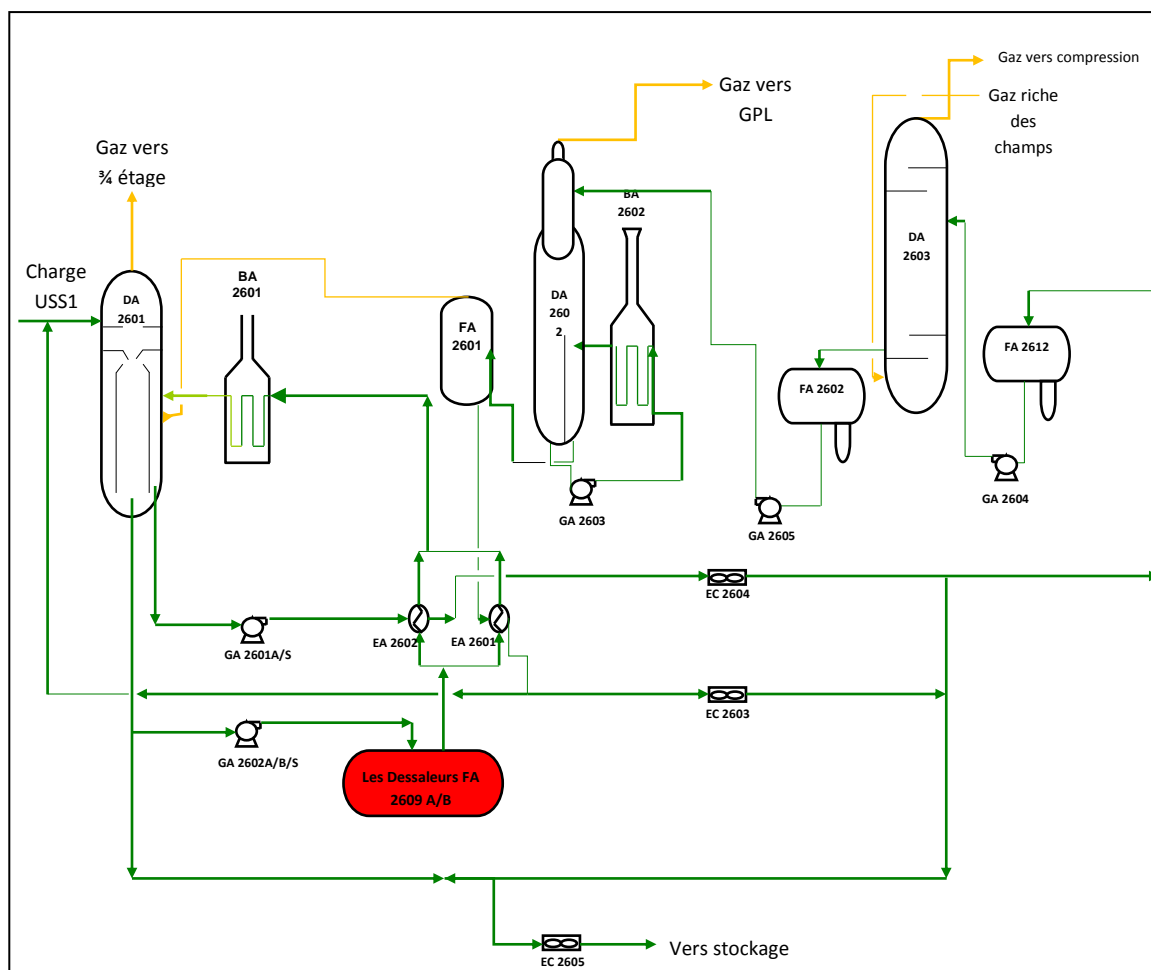 Gaz vers compression
Gaz riche
des
champs
Gaz vers
GPL
Gaz vers
¾ étage
BA
2602
DA
2603
Charge
USS1
DA
2601
BA
2601
FA
2601
DA
260
2
FA 2612
FA 2602
GA 2603
GA 2605
GA 2604
EC 2604
GA 2601A/S
EA 2602
EA 2601
EC 2603
GA 2602A/B/S
Les Dessaleurs FA
2609 A/B
Vers stockage
EC 2605